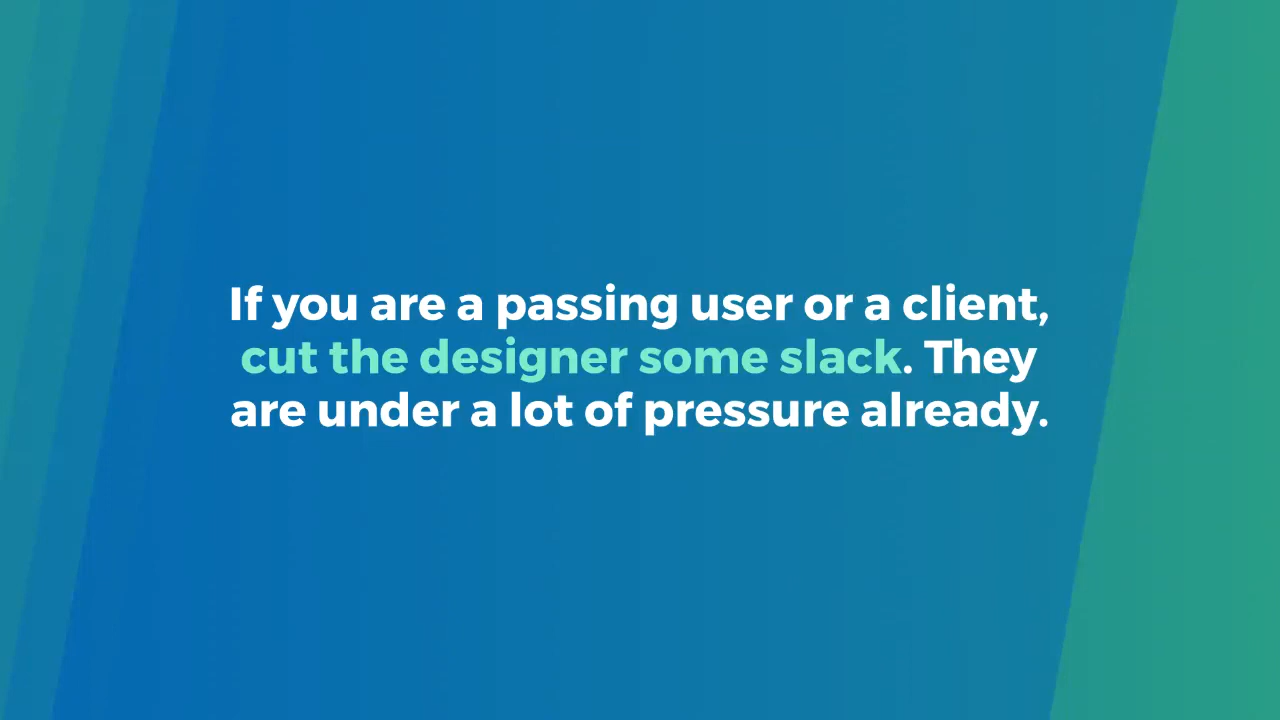 If you are a passing user or a client,
cut the designer some slack. They
are under a lot of pressure already.